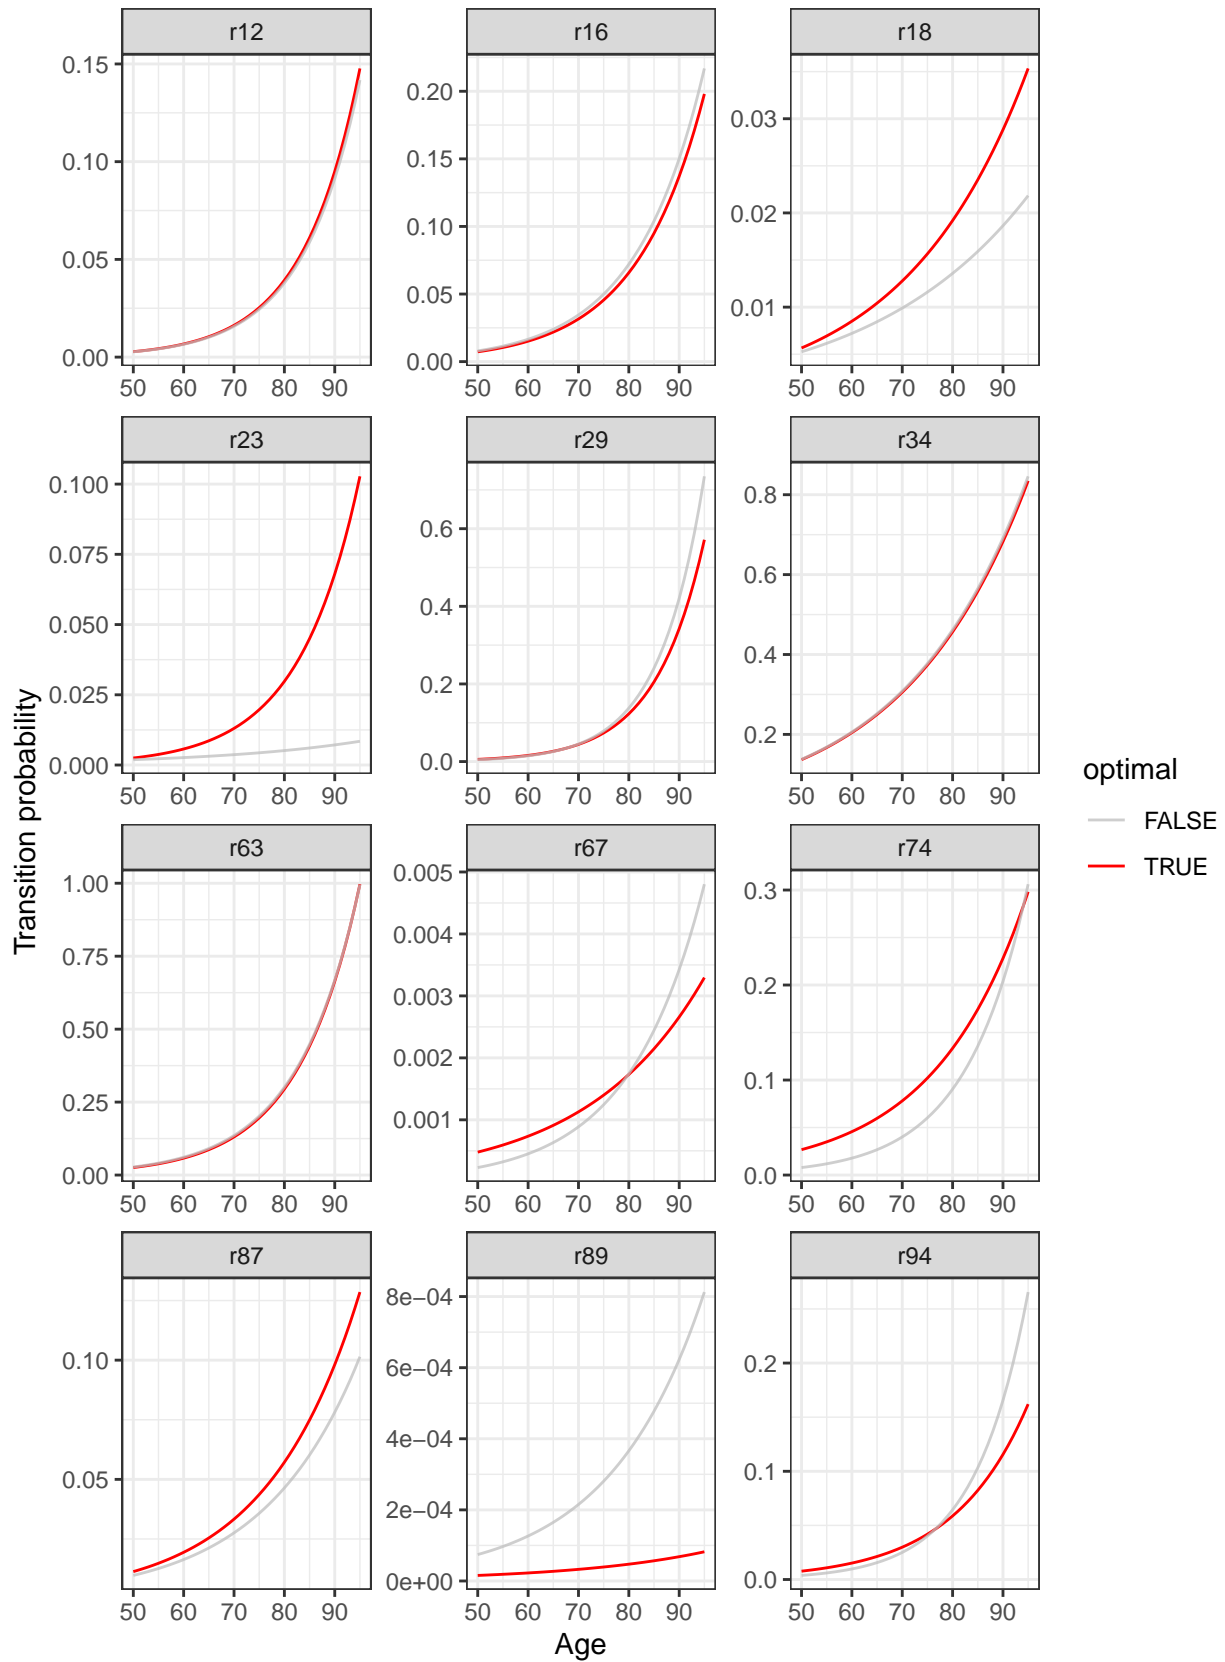 r12
r16
r18
0.15
0.10
0.05
0.00
0.20
0.15
0.10
0.05
0.00
0.03
0.02
0.01
50 60 70 80 90
50 60 70 80 90
50 60 70 80 90
r23
r29
r34
0.100
0.075
0.050
0.025
0.000
0.6
0.4
0.2
0.0
0.8
0.6
0.4
0.2
50 60 70 80 90
50 60 70 80 90
50 60 70 80 90
r63
r67
r74
1.00
0.75
0.50
0.25
0.00
0.005
0.004
0.003
0.002
0.001
0.3
0.2
0.1
0.0
50 60 70 80 90
50 60 70 80 90
50 60 70 80 90
r87
r89
r94
0.10
0.05
8e−04
6e−04
4e−04
2e−04
0e+00
0.2
0.1
0.0
50 60 70 80 90
50 60 70 80 90
50 60 70 80 90
Age
Transition probability
optimal
FALSE
TRUE